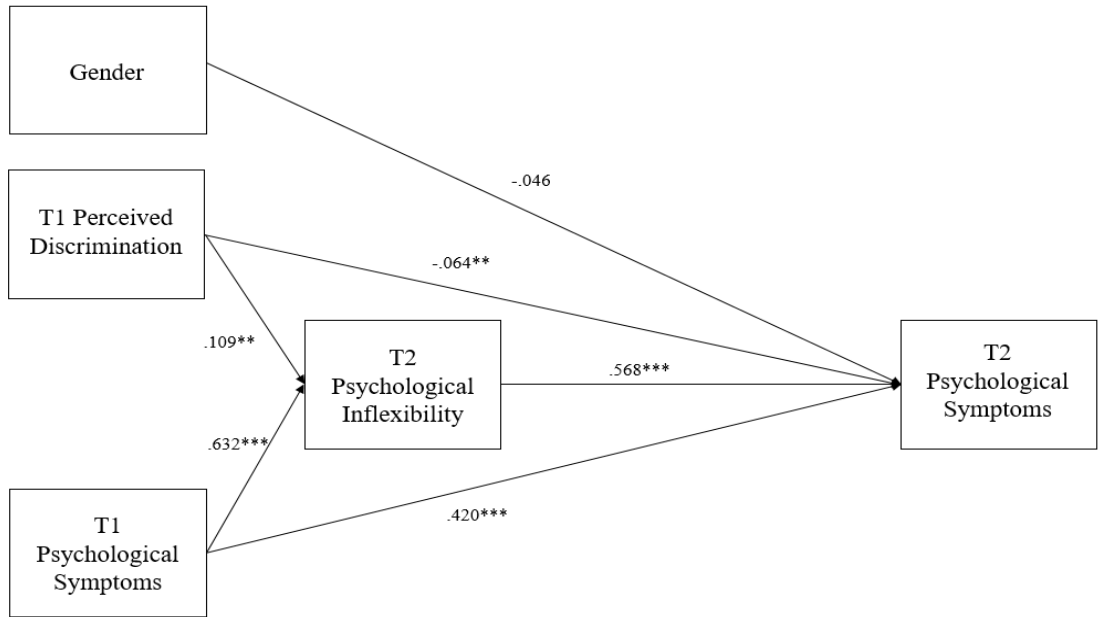 Gender
-.046
T1 Perceived
Discrimination
-.064**
.109**
T2
Psychological
Inflexibility
.568***
T2
Psychological
Symptoms
.632***
T1
Psychological
Symptoms
.420***